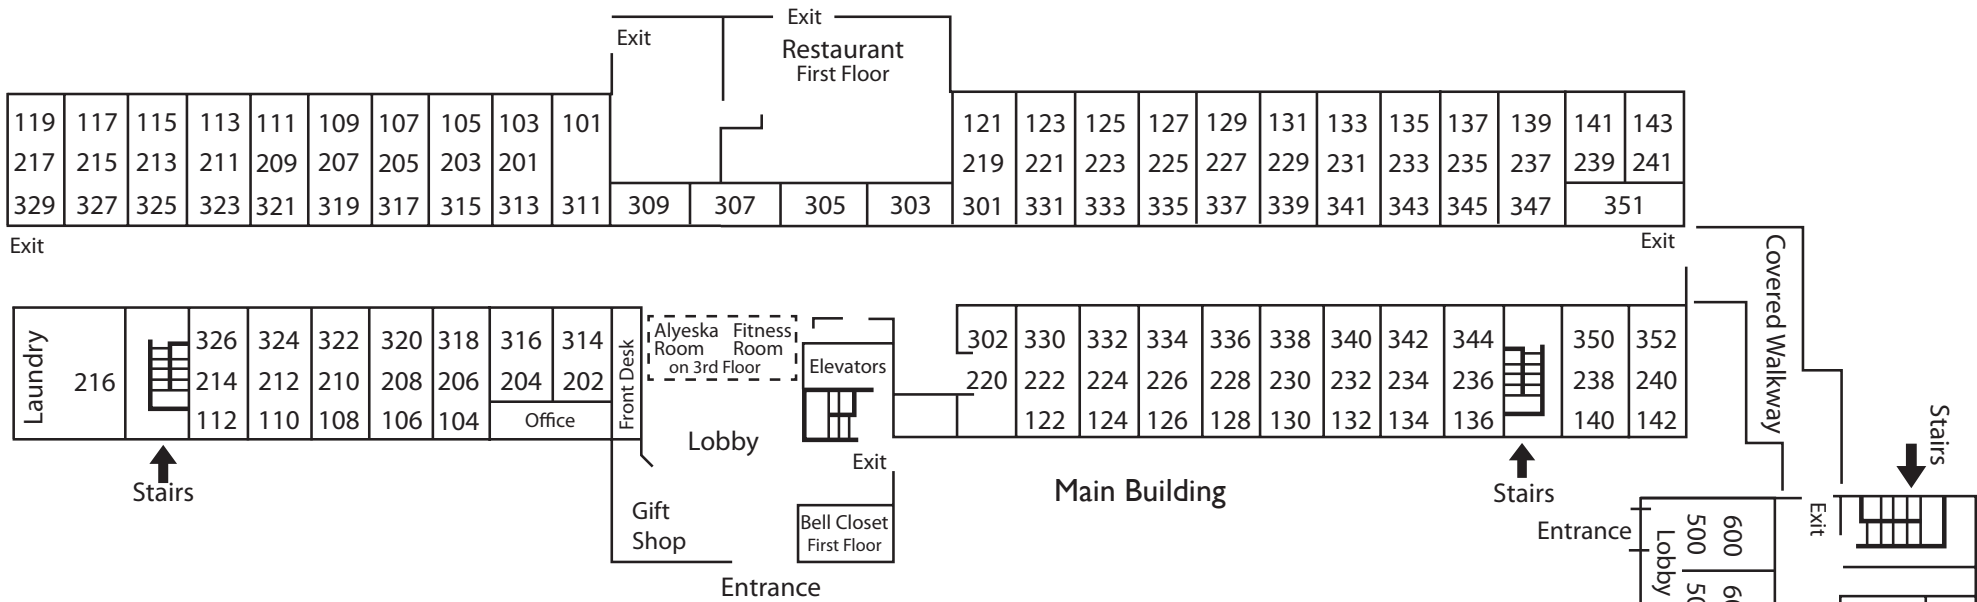 Exit
Exit
Restaurant
First Floor
119 117 115 113 111 109 107 105 103 101
217 215 213 211 209 207 205 203 201
329 327 325 323 321 319 317 315 313 311 309 307 305 303
121 123 125 127 129 131 133 135 137 139 141 143
219 221 223 225 227 229 231 233 235 237 239 241
301 331 333 335 337 339 341 343 345 347 351
Exit
Exit
Covered Walkway
Laundry
216
326 324 322 320 318 316 314
214 212 210 208 206 204 202
112 110 108 106 104 Office
Front Desk
Alyeska Room
Fitness Room
on 3rd Floor
Elevators
302 330 332 334 336 338 340 342 344 350 352
220 222 224 226 228 230 232 234 236 238 240
122 124 126 128 130 132 134 136 140 142
Lobby
Exit
Stairs
Gift
Shop
Bell Closet
First Floor
Entrance
Main Building
Stairs
Stairs
Entrance
Lobby
500
600
Exit